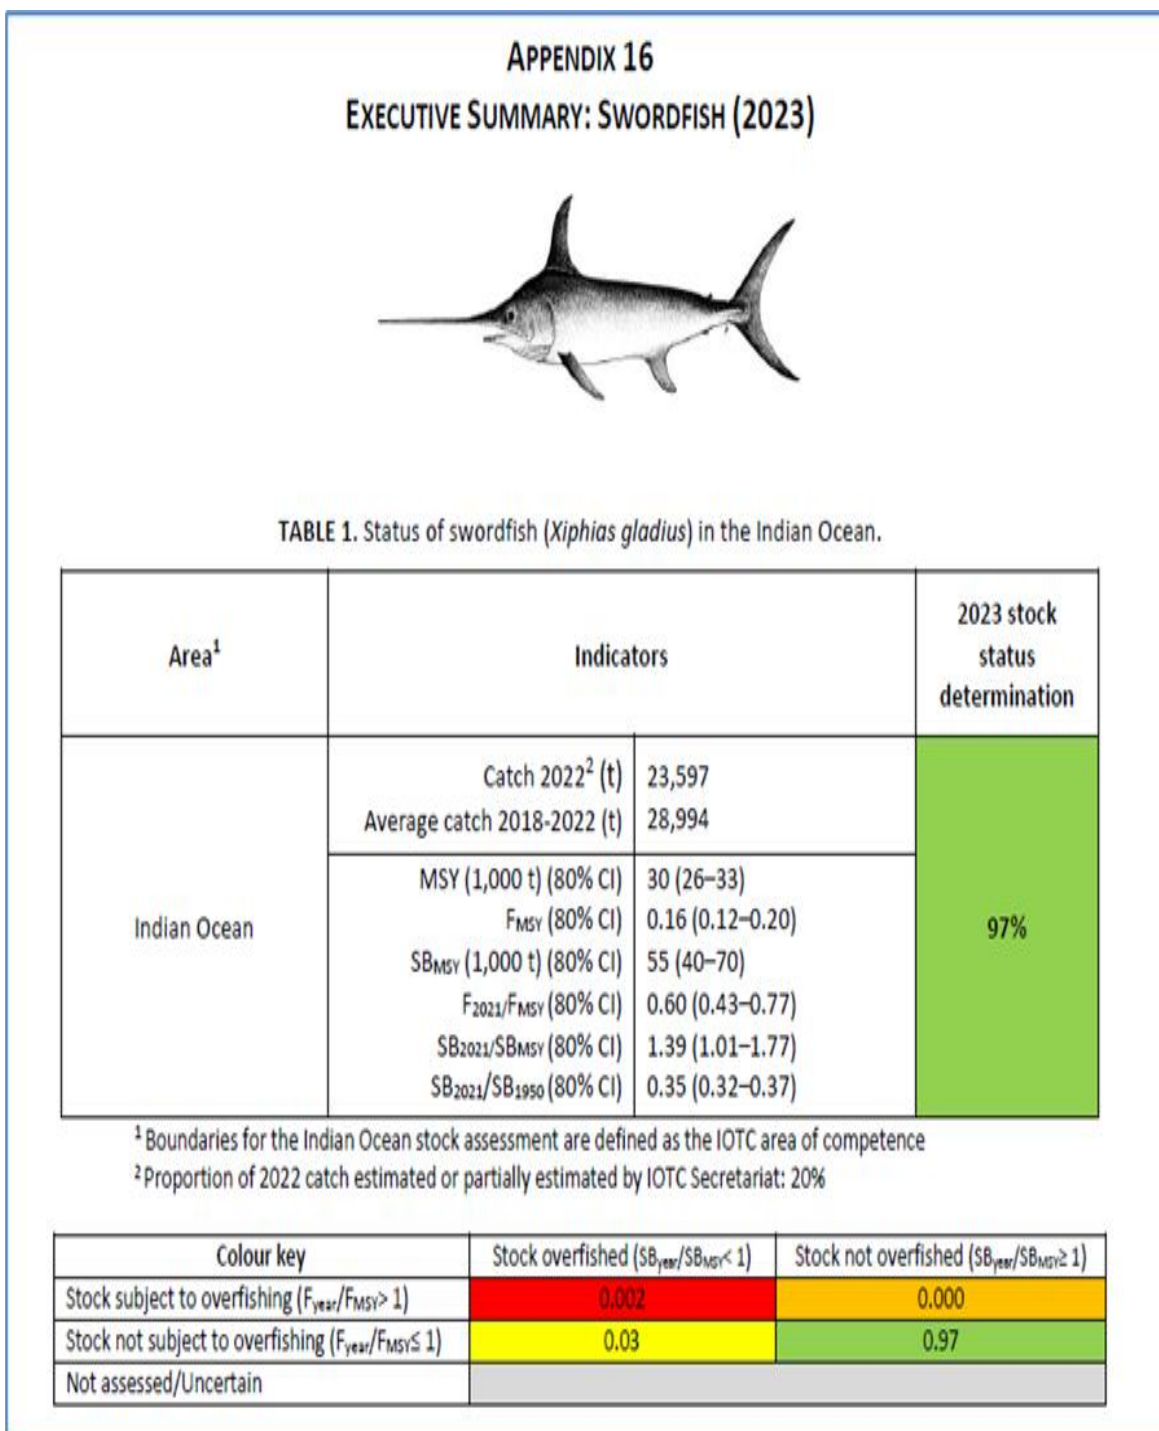 APPENDIX 16
EXECUTIVE SUMMARY: SWORDFISH (2023)
TABLE 1. Status of swordfish (Xiphias gladius) in the Indian Ocean.
Area1 Indicators 2023 stock status determination
Indian Ocean
Catch 20222 (t) 23,597
Average catch 2018-2022 (t) 28,994
MSY (1,000 t) (80% CI) 30 (26–33)
FMSY (80% CI) 0.16 (0.12–0.20)
SBMSY (1,000 t) (80% CI) 55 (40–70)
F2021/FMSY (80% CI) 0.60 (0.43–0.77)
SB2021/SBMSY (80% CI) 1.39 (1.01–1.77)
SB2021/SB1950 (80% CI) 0.35 (0.32–0.37)
97%
1 Boundaries for the Indian Ocean stock assessment are defined as the IOTC area of competence
2 Proportion of 2022 catch estimated or partially estimated by IOTC Secretariat: 20%
Colour key Stock overfished (SByear/SBMSY< 1) Stock not overfished (SByear/SBMSY≥ 1)
Stock subject to overfishing (Fyear/FMSY> 1) 0.002 0.000
Stock not subject to overfishing (Fyear/FMSY≤ 1) 0.03 0.97
Not assessed/Uncertain